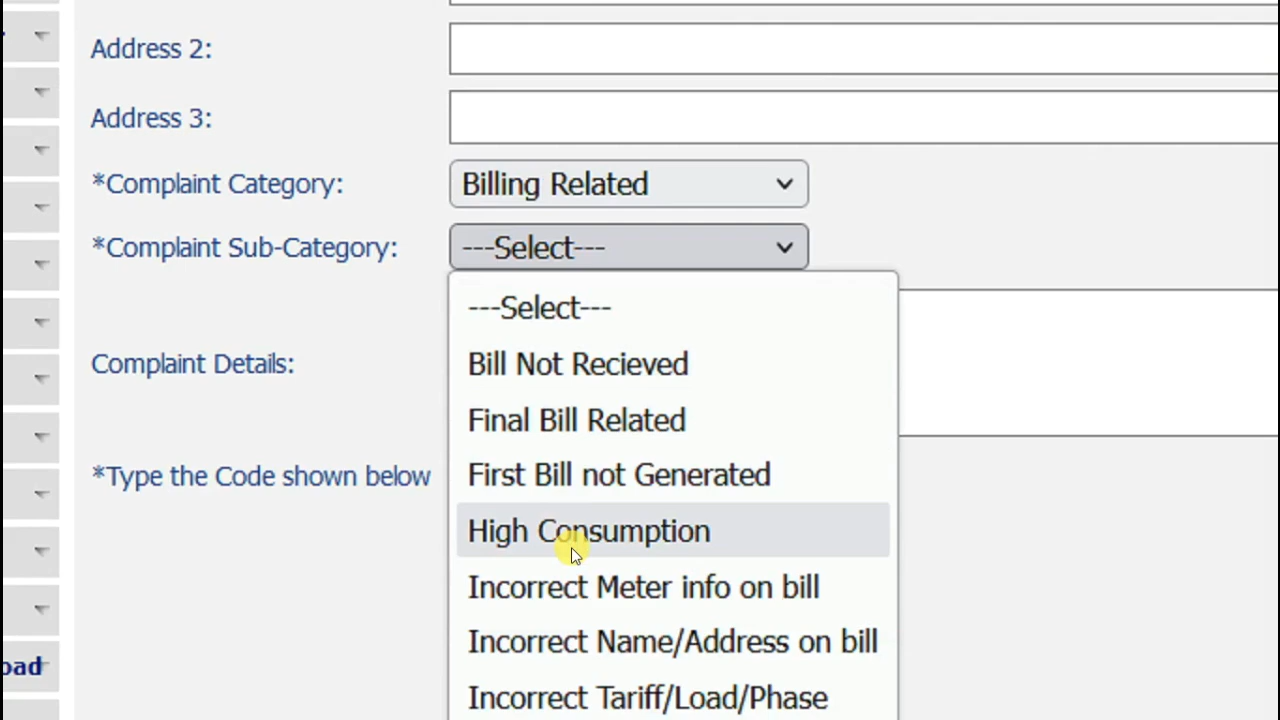 Address 2:
Address 3:
*Complaint Category:
Billing Related
*Complaint Sub-Category:
---Select---
---Select---
Bill Not Recieved
Final Bill Related
Complaint Details:
First Bill not Generated
*Type the Code shown below
High Consumption
Incorrect Meter info on bill
Incorrect Name/Address on bill
oad
Incorrect Tariff/Load/Phase